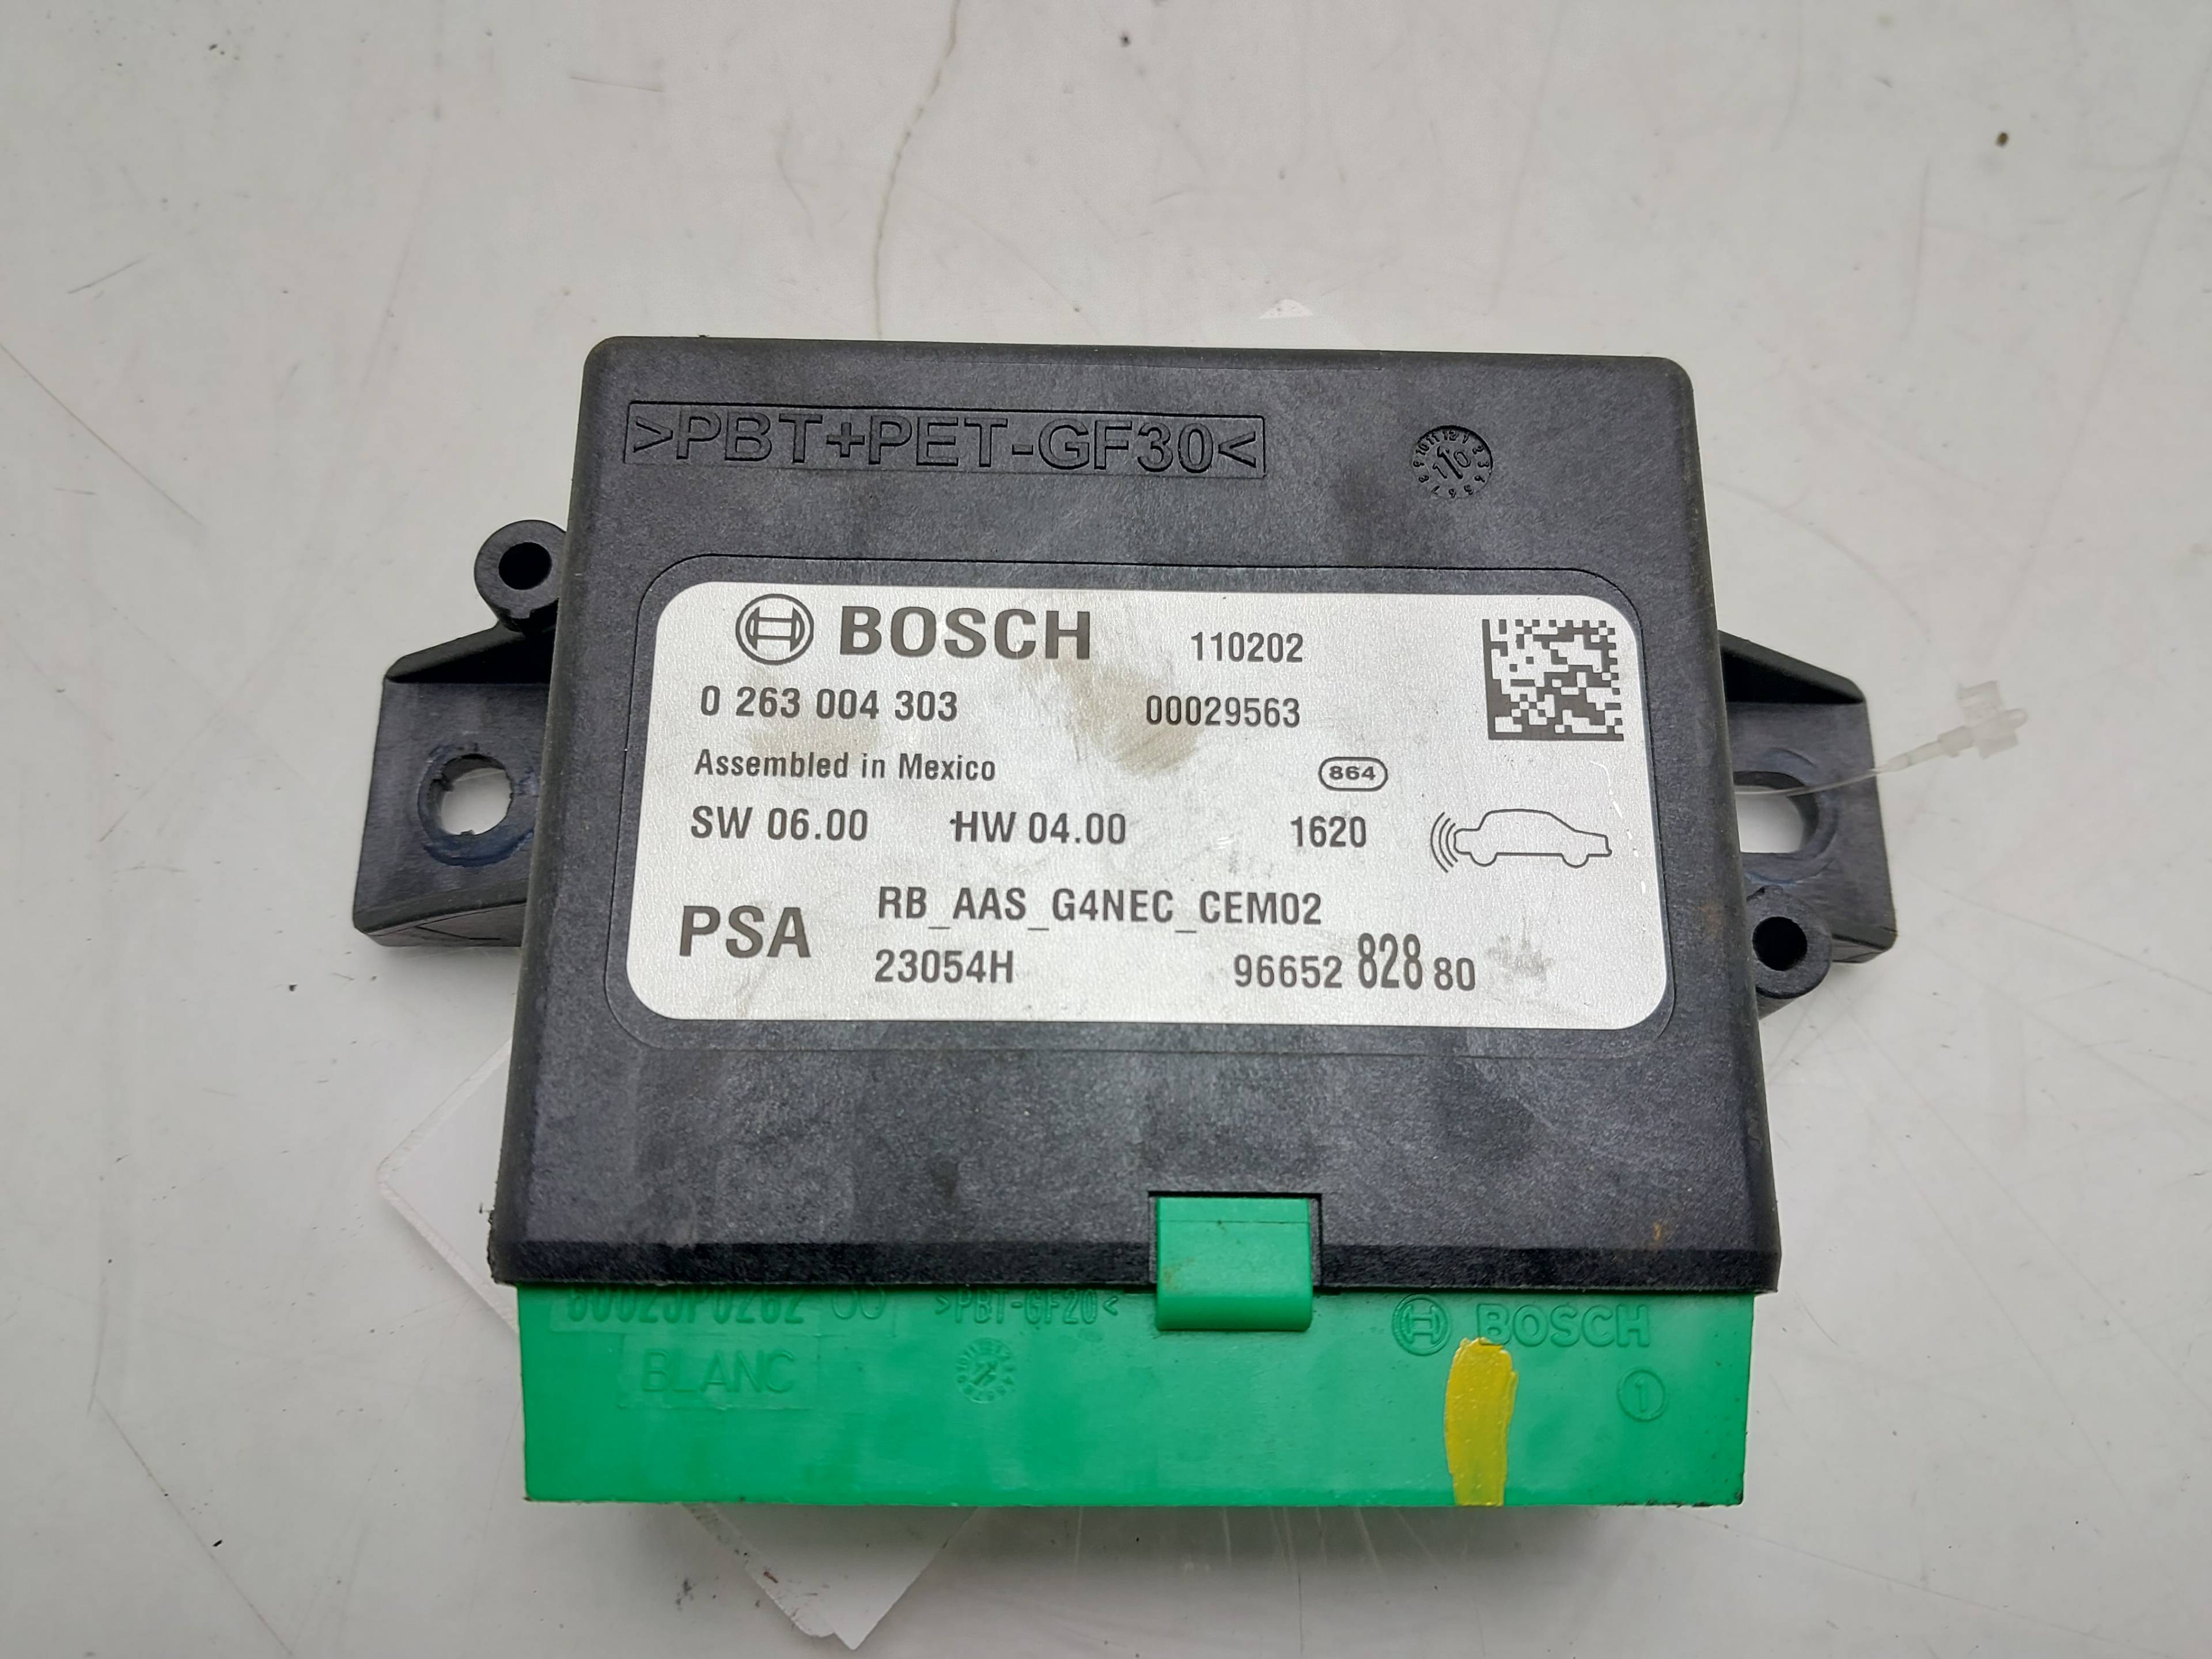 >PBT+PET-GF30<
BOSCH 110202
0 263 004 303 00029563
Assembled in Mexico 864
SW 06.00 HW 04.00 1620
PSA RB_AAS_G4NEC_CEM02
23054H 96652 828 80
>PBT-GF20<
BOSCH
BLANC
1